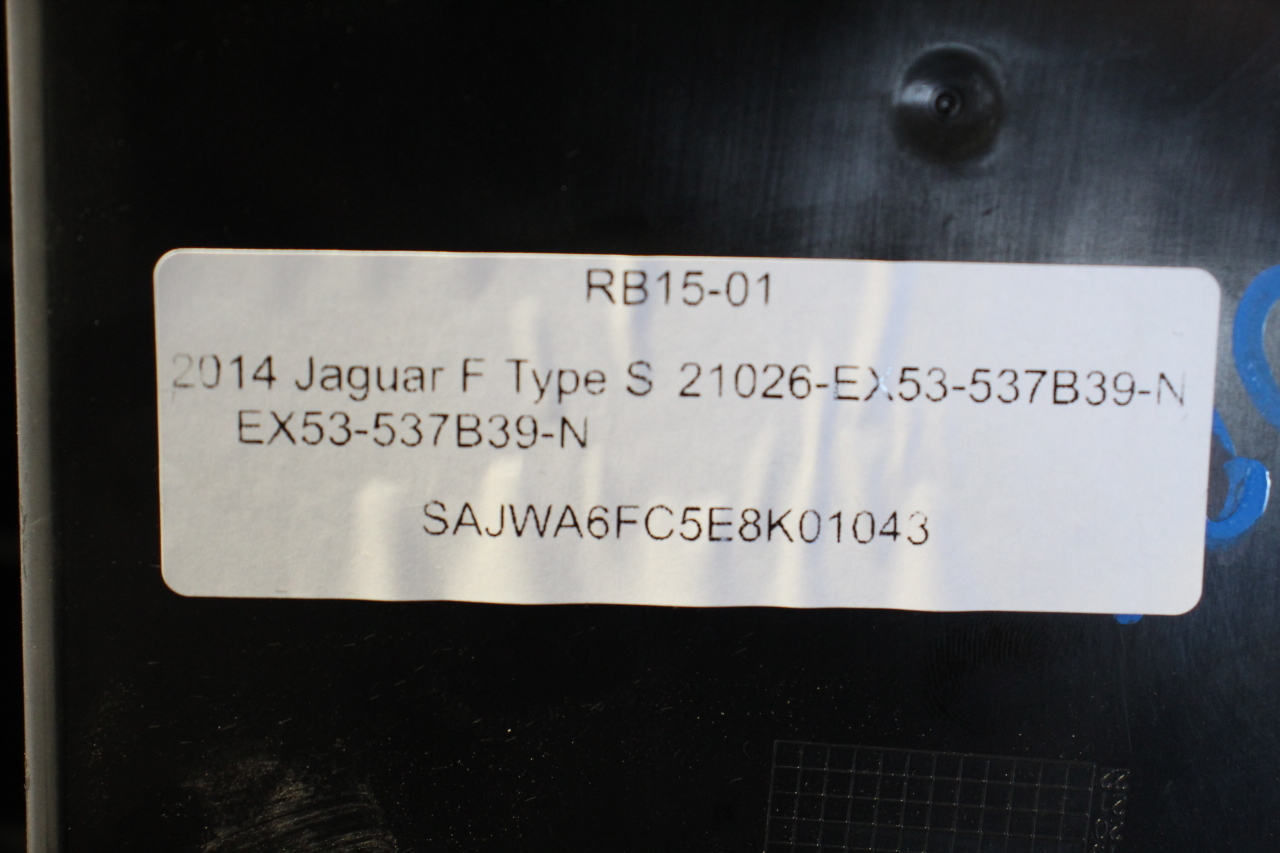 RB15-01
2014 Jaguar F Type S 21026-EX53-537B39-N
EX53-537B39-N
SAJWA6FC5E8K01043